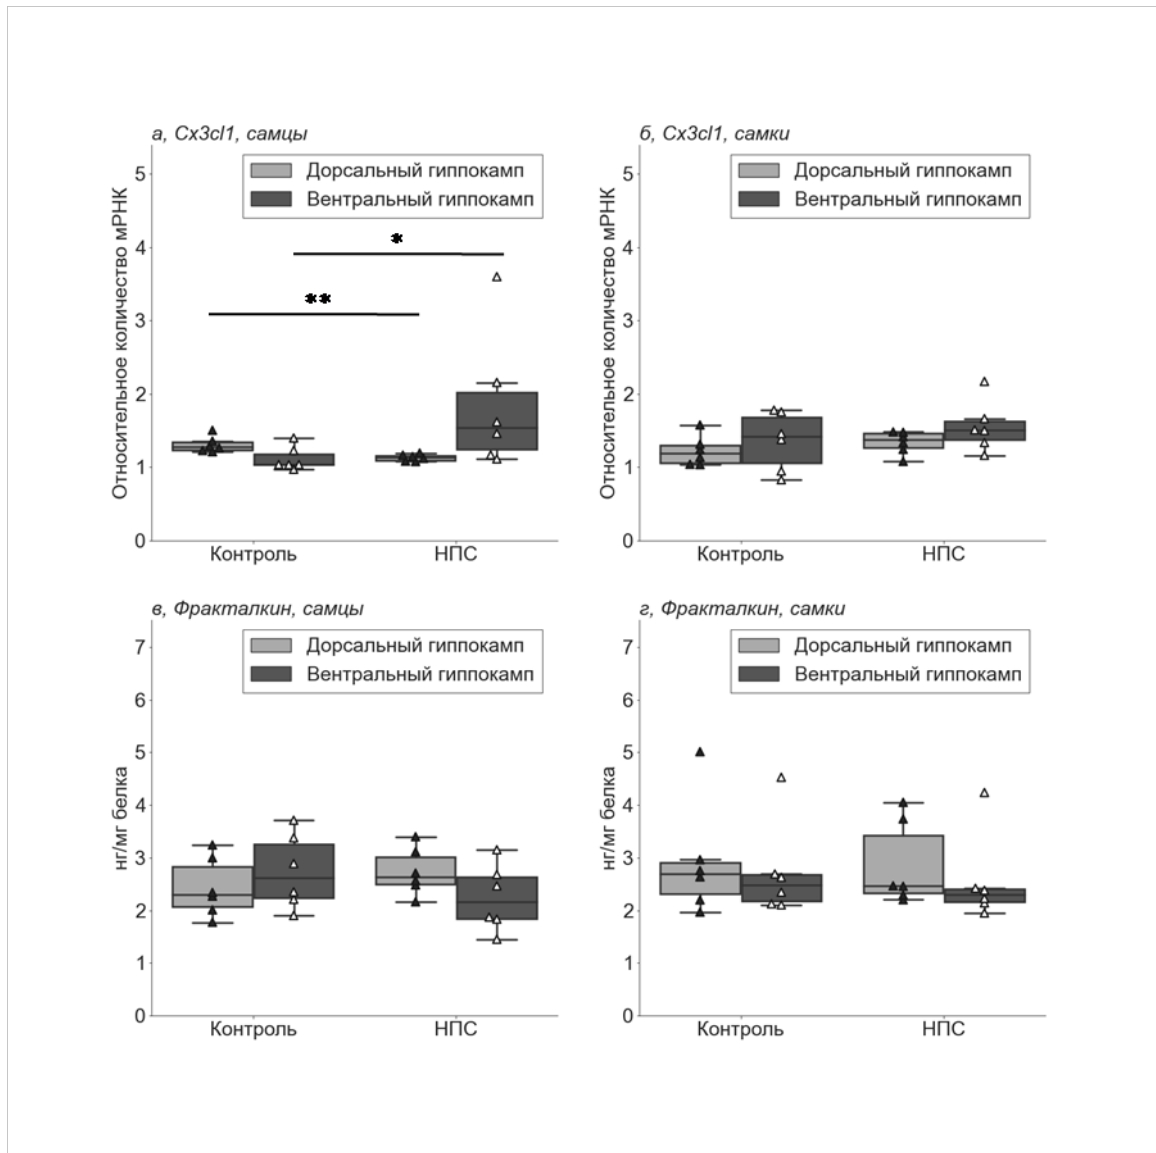 а, Cx3cl1, самцы
Дорсальный гиппокамп
Вентральный гиппокамп
Относительное количество мРНК
5
4
3
2
1
0
*
**
Контроль
НПС
б, Cx3cl1, самки
Дорсальный гиппокамп
Вентральный гиппокамп
Относительное количество мРНК
5
4
3
2
1
0
Контроль
НПС
в, Фракталкин, самцы
Дорсальный гиппокамп
Вентральный гиппокамп
нг/мг белка
7
6
5
4
3
2
1
0
Контроль
НПС
г, Фракталкин, самки
Дорсальный гиппокамп
Вентральный гиппокамп
нг/мг белка
7
6
5
4
3
2
1
0
Контроль
НПС